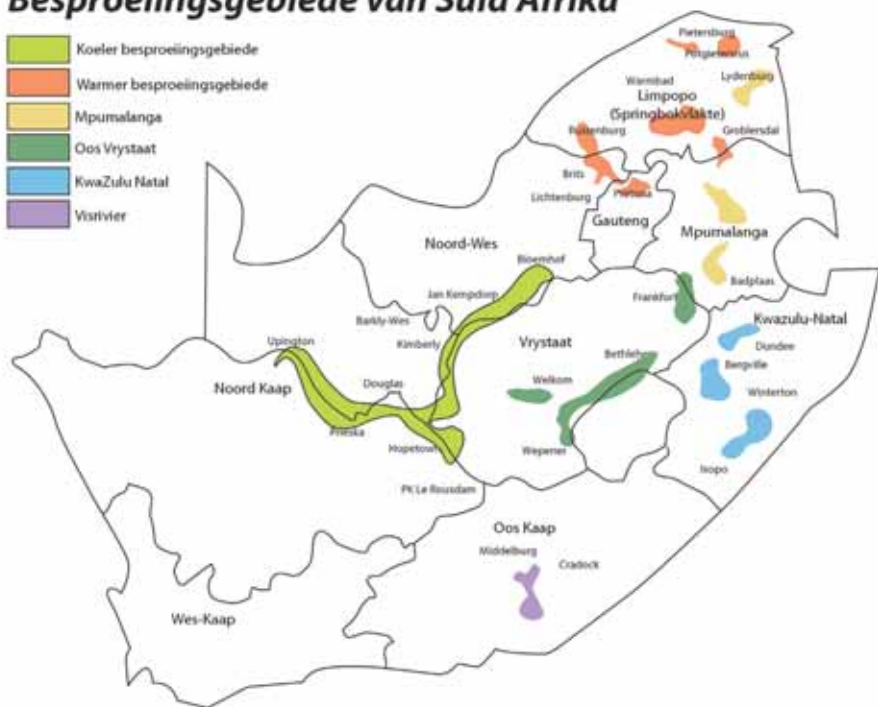 Besproeiingsgebiede van Suid Afrika
Koeler besproeiingsgebiede
Warmer besproeiingsgebiede
Mpumalanga
Oos Vrystaat
KwaZulu Natal
Visrivier
Pietersburg
Potgietersrus
Warmbad
Lydenburg
Limpopo
(Springbokvlakte)
Rustenburg
Groblersdal
Brits
Lichtenburg
Pretoria
Gauteng
Mpumalanga
Noord-Wes
Bloemhof
Badplaas
Jan Kempdorp
Frankfurt
Barkly-Wes
Kwazulu-Natal
Upington
Kimberly
Vrystaat
Dundee
Bethlehem
Bergville
Noord Kaap
Douglas
Welkom
Winterton
Prieska
Hopetown
Wepener
Ixopo
PK Le Rousdam
Oos Kaap
Middelburg
Cradock
Wes-Kaap